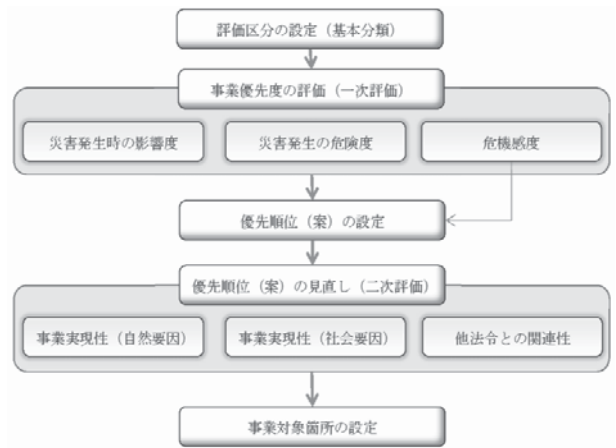 評価区分の設定（基本分類）
事業優先度の評価（一次評価）
災害発生時の影響度
災害発生の危険度
危機感度
優先順位（案）の設定
優先順位（案）の見直し（二次評価）
事業実現性（自然要因）
事業実現性（社会要因）
他法令との関連性
事業対象箇所の設定